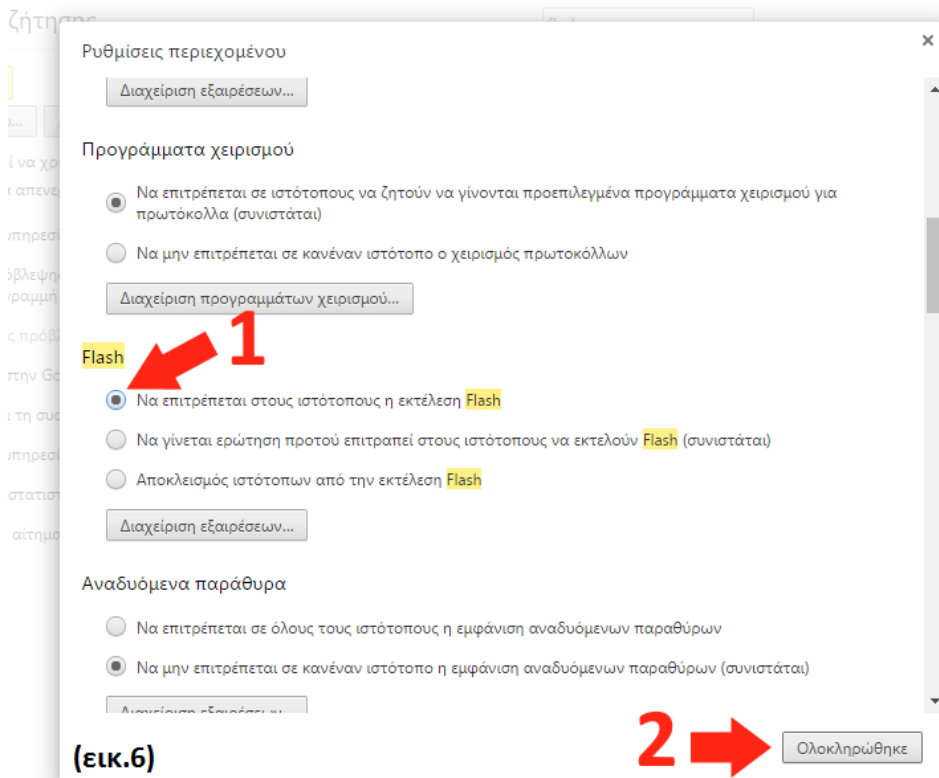 Ρυθμίσεις περιεχομένου
Διαχείριση εξαιρέσεων...
Προγράμματα χειρισμού
Να επιτρέπεται σε ιστότοπους να ζητούν να γίνονται προεπιλεγμένα προγράμματα χειρισμού για
πρωτόκολλα (συνιστάται)
Να μην επιτρέπεται σε κανέναν ιστότοπο ο χειρισμός πρωτοκόλλων
Διαχείριση προγραμμάτων χειρισμού...
1
Flash
Να επιτρέπεται στους ιστότοπους η εκτέλεση Flash
Να γίνεται ερώτηση προτού επιτραπεί στους ιστότοπους να εκτελούν Flash (συνιστάται)
Αποκλεισμός ιστότοπων από την εκτέλεση Flash
Διαχείριση εξαιρέσεων...
Αναδυόμενα παράθυρα
Να επιτρέπεται σε όλους τους ιστότοπους η εμφάνιση αναδυόμενων παραθύρων
Να μην επιτρέπεται σε κανέναν ιστότοπο η εμφάνιση αναδυόμενων παραθύρων (συνιστάται)
Διαχείριση εξαιρέσεων...
2
Ολοκληρώθηκε
(εικ.6)